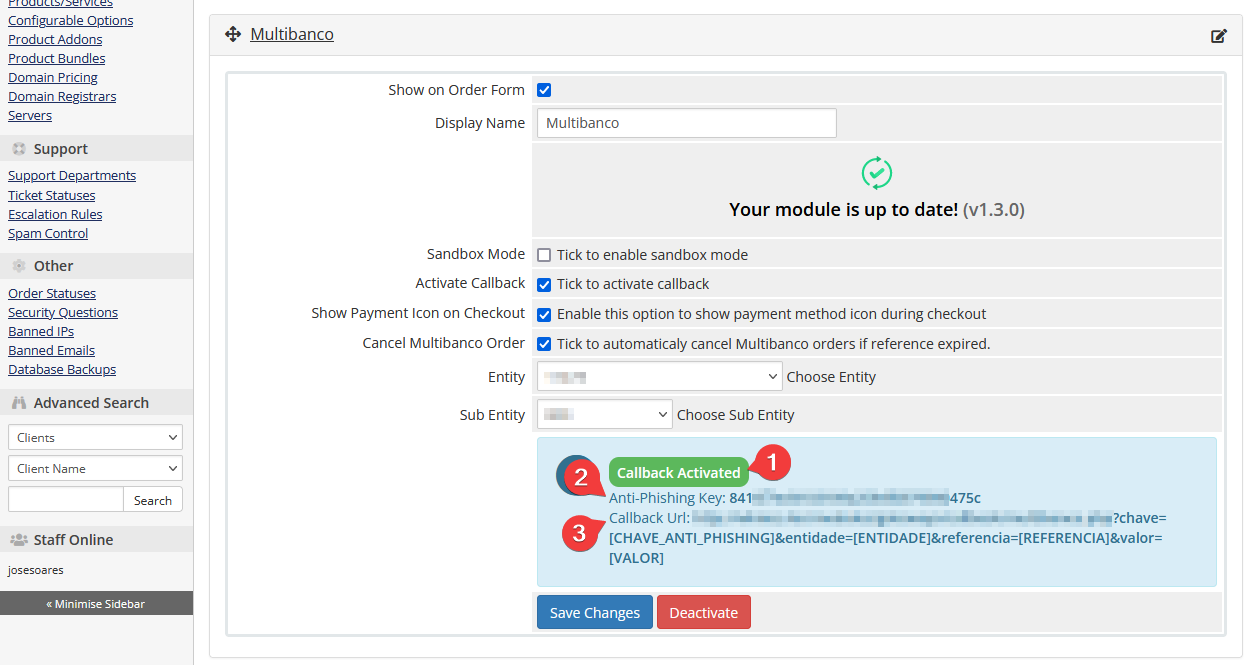 Products/Services
Configurable Options
Product Addons
Product Bundles
Domain Pricing
Domain Registrars
Servers
Support
Support Departments
Ticket Statuses
Escalation Rules
Spam Control
Other
Order Statuses
Security Questions
Banned IPs
Banned Emails
Database Backups
Advanced Search
Clients
Client Name
Search
Staff Online
josesoares
« Minimise Sidebar
Multibanco
Show on Order Form
Display Name Multibanco
Your module is up to date! (v1.3.0)
Sandbox Mode Tick to enable sandbox mode
Activate Callback Tick to activate callback
Show Payment Icon on Checkout Enable this option to show payment method icon during checkout
Cancel Multibanco Order Tick to automaticaly cancel Multibanco orders if reference expired.
Entity Choose Entity
Sub Entity Choose Sub Entity
Callback Activated 1
2 Anti-Phishing Key: 841 475c
3 Callback Url: ?chave=
[CHAVE_ANTI_PHISHING]&entidade=[ENTIDADE]&referencia=[REFERENCIA]&valor=
[VALOR]
Save Changes Deactivate